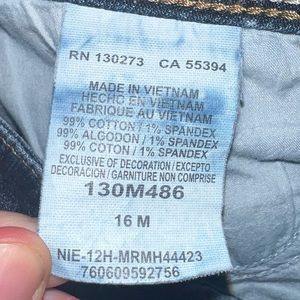 RN 130273 CA 55394
MADE IN VIETNAM
HECHO EN VIETNAM
FABRIQUE AU VIETNAM
99% COTTON / 1% SPANDEX
99% ALGODON / 1% SPANDEX
99% COTON / 1% SPANDEX
EXCLUSIVE OF DECORATION/EXCEPTO
DECORACION/GARNITURE NON COMPRISE
130M486
16 M
NIE-12H-MRMH44423
760609592756